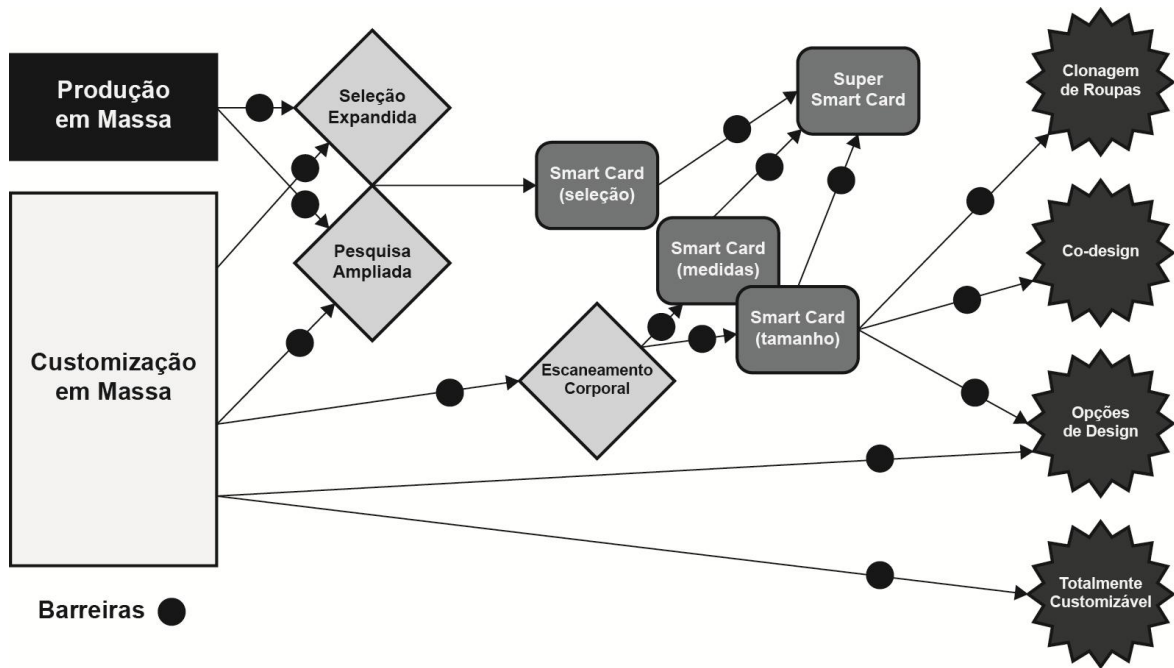 Produção
em Massa
Seleção
Expandida
Super
Smart Card
Clonagem
de Roupas
Smart Card
(seleção)
Pesquisa
Ampliada
Smart Card
(medidas)
Co-design
Smart Card
(tamanho)
Customização
em Massa
Escaneamento
Corporal
Opções
de Design
Totalmente
Customizável
Barreiras